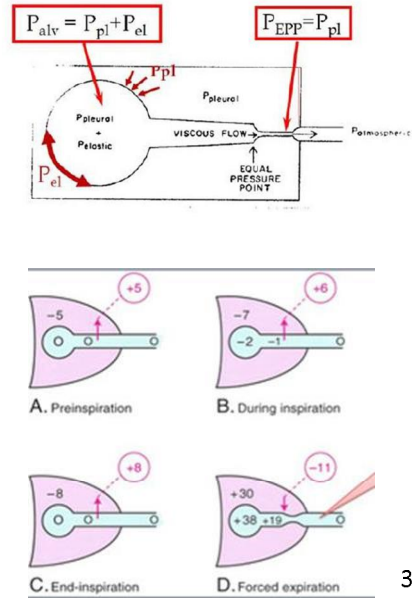 Palv = Ppl+Pel
PEPP=Ppl
Ppl
Ppleural
Ppleural
+
Pelastic
VISCOUS FLOW
Patmospheric
Pel
EQUAL
PRESSURE
POINT
+5
-5
O O O
A. Preinspiration
+6
-7
-2 -1 O
B. During inspiration
+8
-8
O O O
C. End-inspiration
-11
+30
+38 +19
D. Forced expiration
3